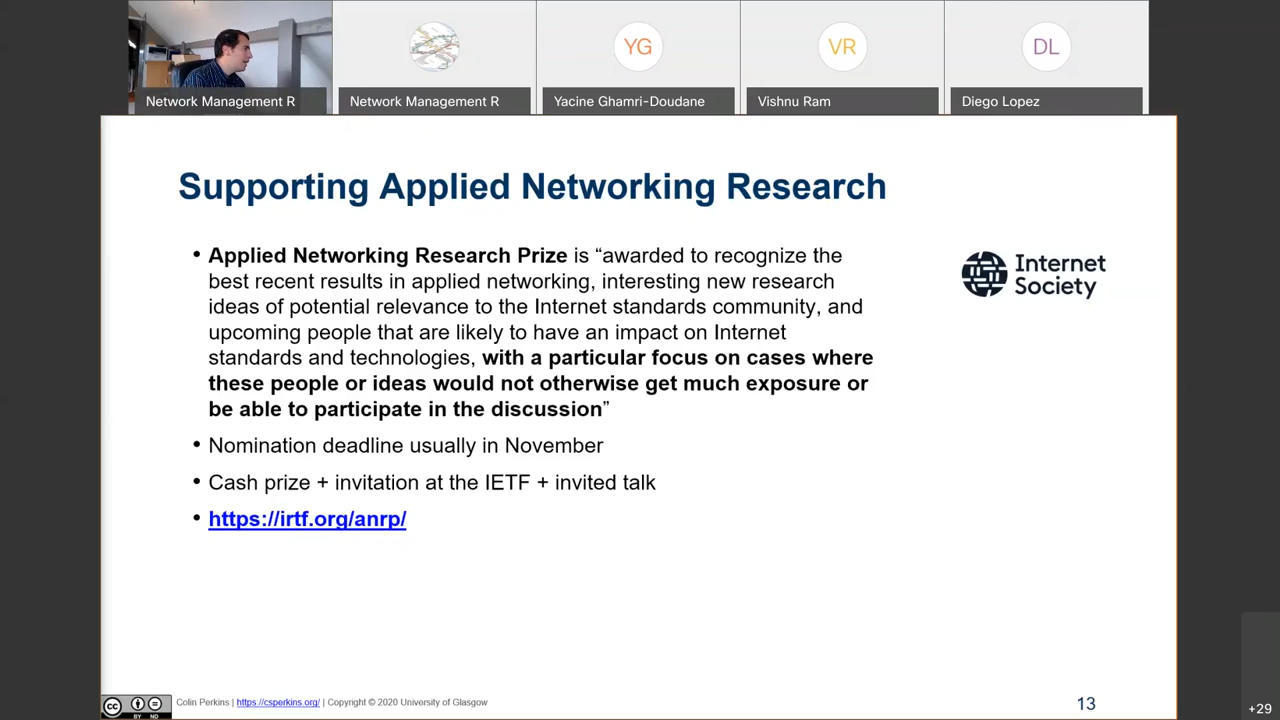 YG
VR
DL
Network Management R
Network Management R
Yacine Ghamri-Doudane
Vishnu Ram
Diego Lopez
Supporting Applied Networking Research
• Applied Networking Research Prize is “awarded to recognize the
best recent results in applied networking, interesting new research
ideas of potential relevance to the Internet standards community, and
upcoming people that are likely to have an impact on Internet
standards and technologies, with a particular focus on cases where
these people or ideas would not otherwise get much exposure or
be able to participate in the discussion”
Internet
Society
• Nomination deadline usually in November
• Cash prize + invitation at the IETF + invited talk
• https://irtf.org/anrp/
cc
BY ND
Colin Perkins | https://csperkins.org/ | Copyright © 2020 University of Glasgow
13
+29